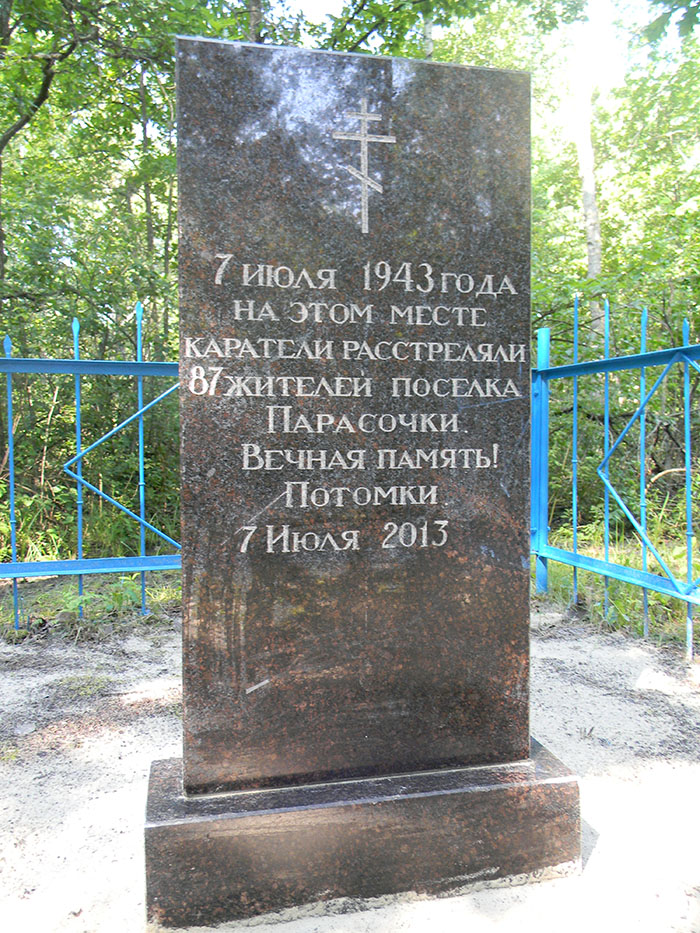 7 июля 1943 года
на этом месте
каратели расстреляли
87 жителей поселка
Парасочки.
Вечная память!
Потомки.
7 Июля 2013